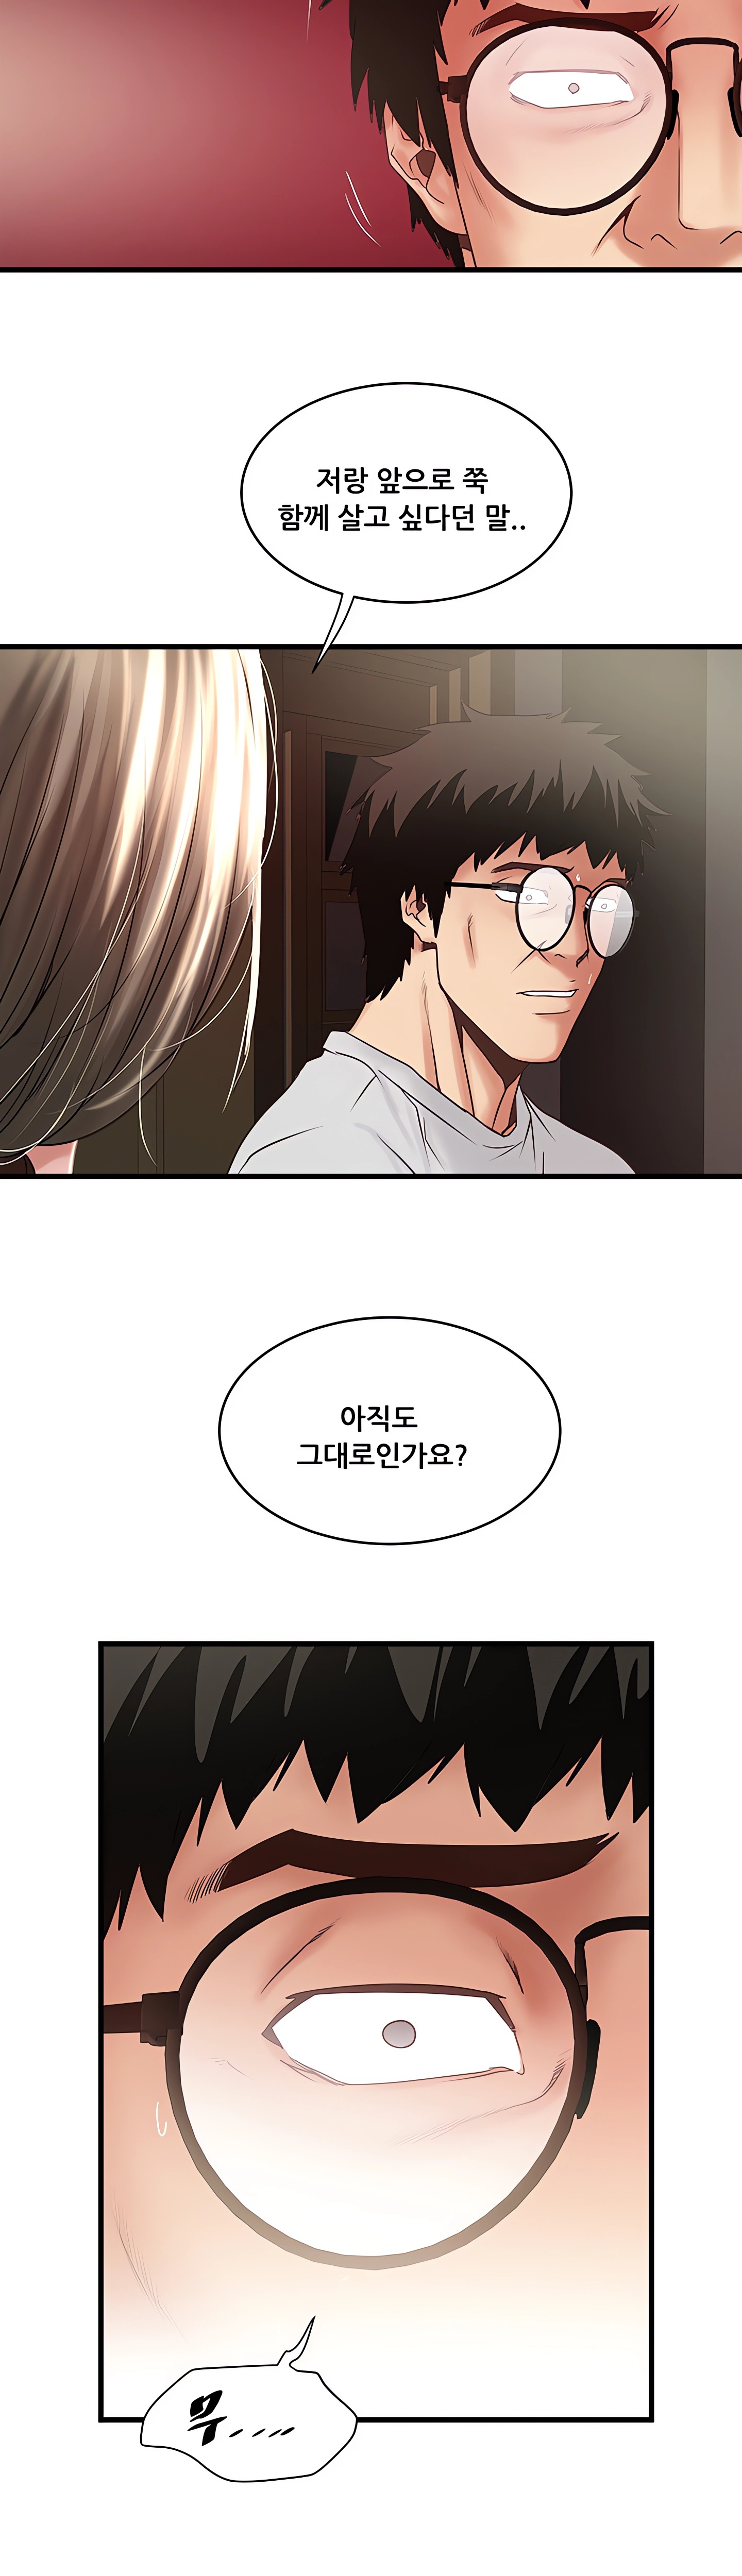 저랑 앞으로 쭉
함께 살고 싶다던 말..
아직도
그대로인가요?
무....